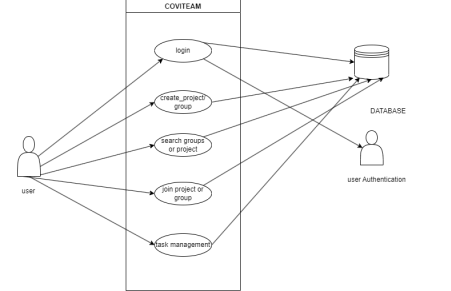 COVITEAM
login
create_project/
group
search groups
or project
join project or
group
task management
user
DATABASE
user Authentication